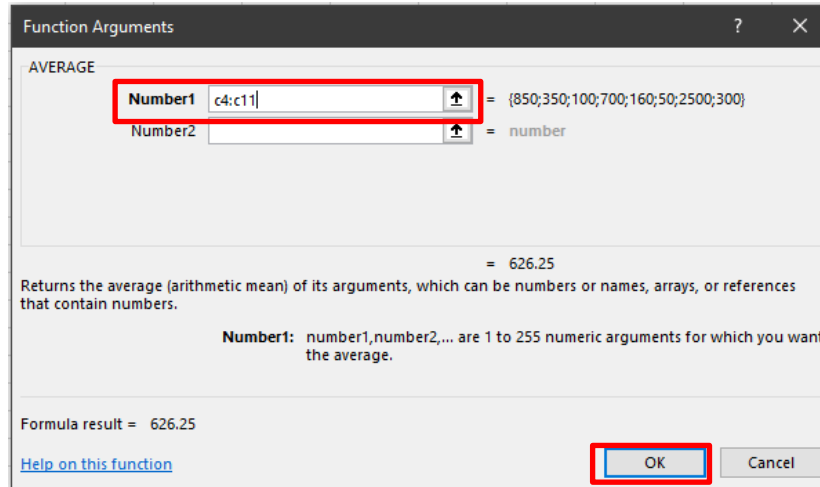 Function Arguments ? ×
AVERAGE
Number1 c4:c11 = {850;350;100;700;160;50;2500;300}
Number2 = number
= 626.25
Returns the average (arithmetic mean) of its arguments, which can be numbers or names, arrays, or references
that contain numbers.
Number1: number1,number2,... are 1 to 255 numeric arguments for which you want
the average.
Formula result = 626.25
Help on this function OK Cancel